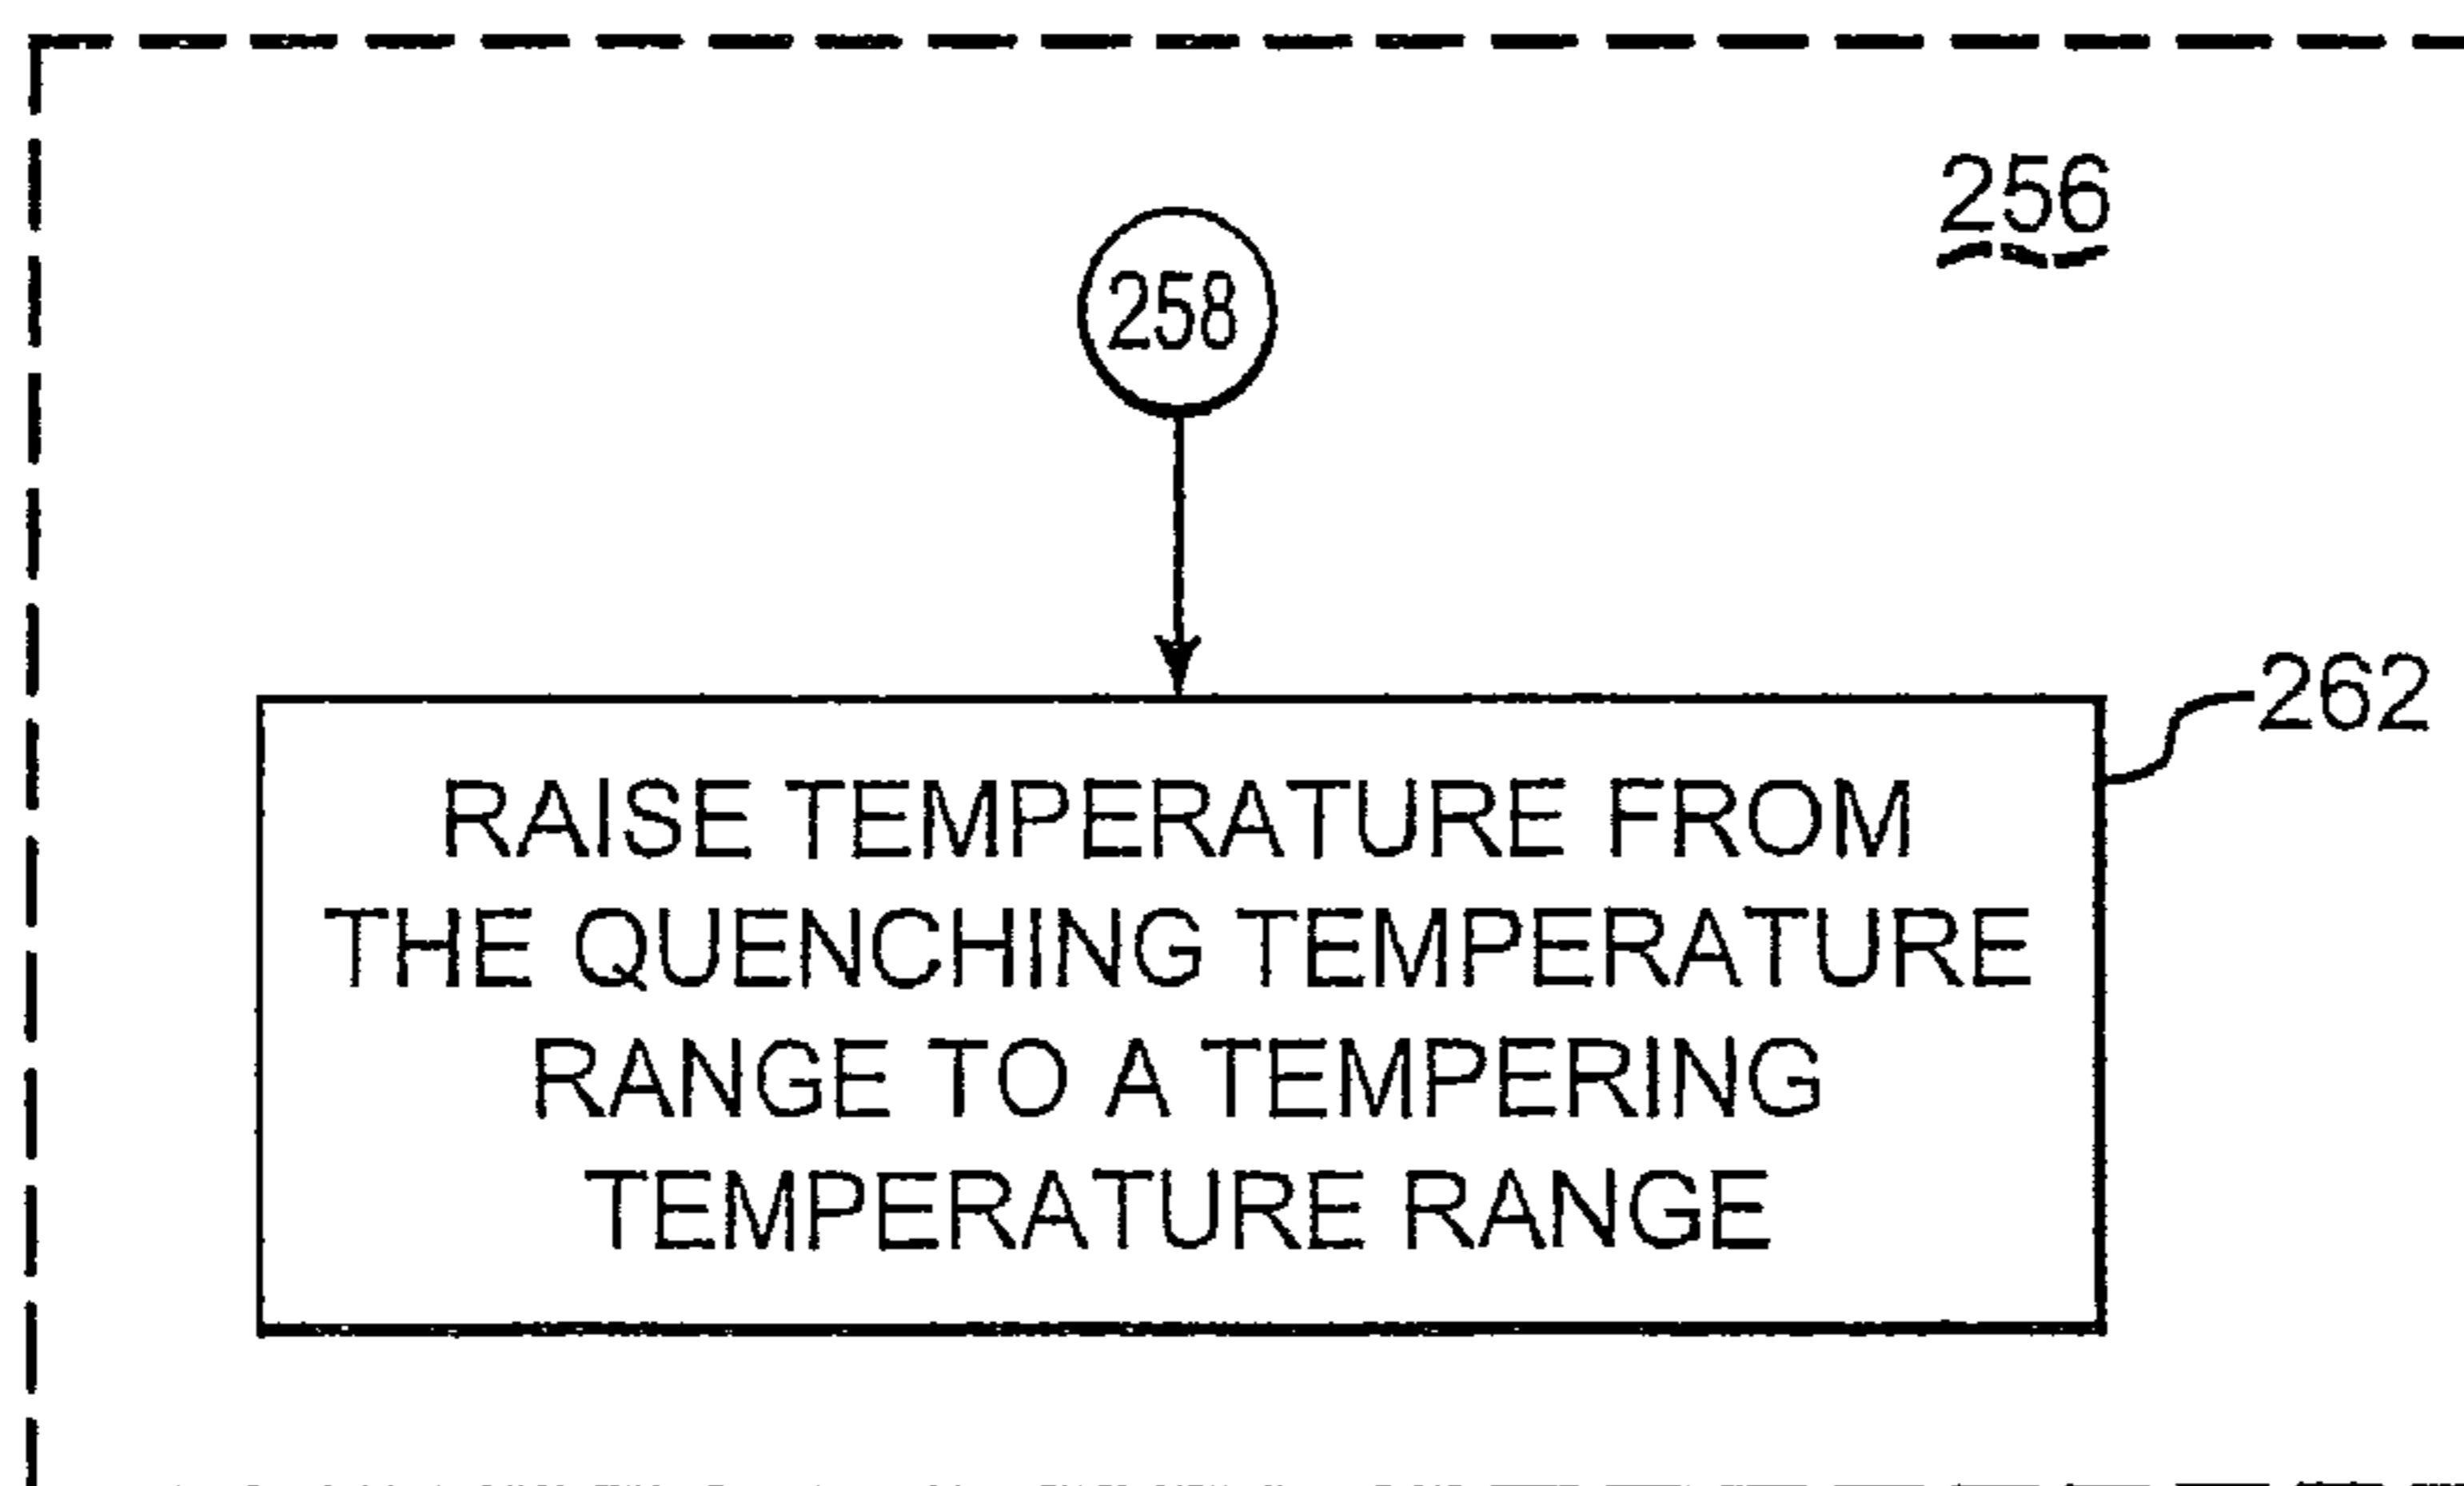 256
258
262
RAISE TEMPERATURE FROM
THE QUENCHING TEMPERATURE
RANGE TO A TEMPERING
TEMPERATURE RANGE